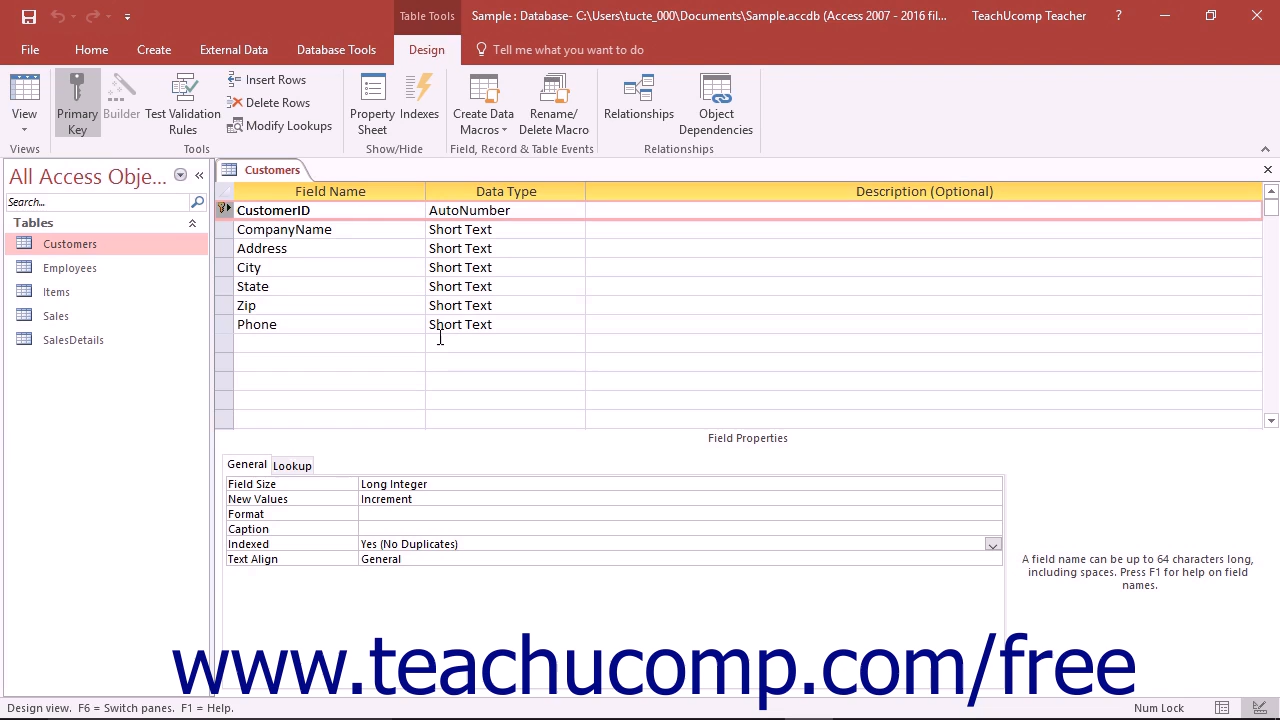 Table Tools
Sample : Database- C:\Users\tucte_000\Documents\Sample.accdb (Access 2007 - 2016 fil...
TeachUcomp Teacher
?
File
Home
Create
External Data
Database Tools
Design
Tell me what you want to do
View
Primary
Key
Builder
Test Validation
Rules
Insert Rows
Delete Rows
Modify Lookups
Property
Sheet
Indexes
Create Data
Macros
Rename/
Delete Macro
Relationships
Object
Dependencies
Views
Tools
Show/Hide
Field, Record & Table Events
Relationships
All Access Obje...
Search...
Tables
Customers
Employees
Items
Sales
SalesDetails
Customers
Field Name Data Type Description (Optional)
CustomerID AutoNumber
CompanyName Short Text
Address Short Text
City Short Text
State Short Text
Zip Short Text
Phone Short Text
Field Properties
General Lookup
Field Size Long Integer
New Values Increment
Format
Caption
Indexed Yes (No Duplicates)
Text Align General
A field name can be up to 64 characters long,
including spaces. Press F1 for help on field
names.
www.teachucomp.com/free
Design view. F6 = Switch panes. F1 = Help.
Num Lock